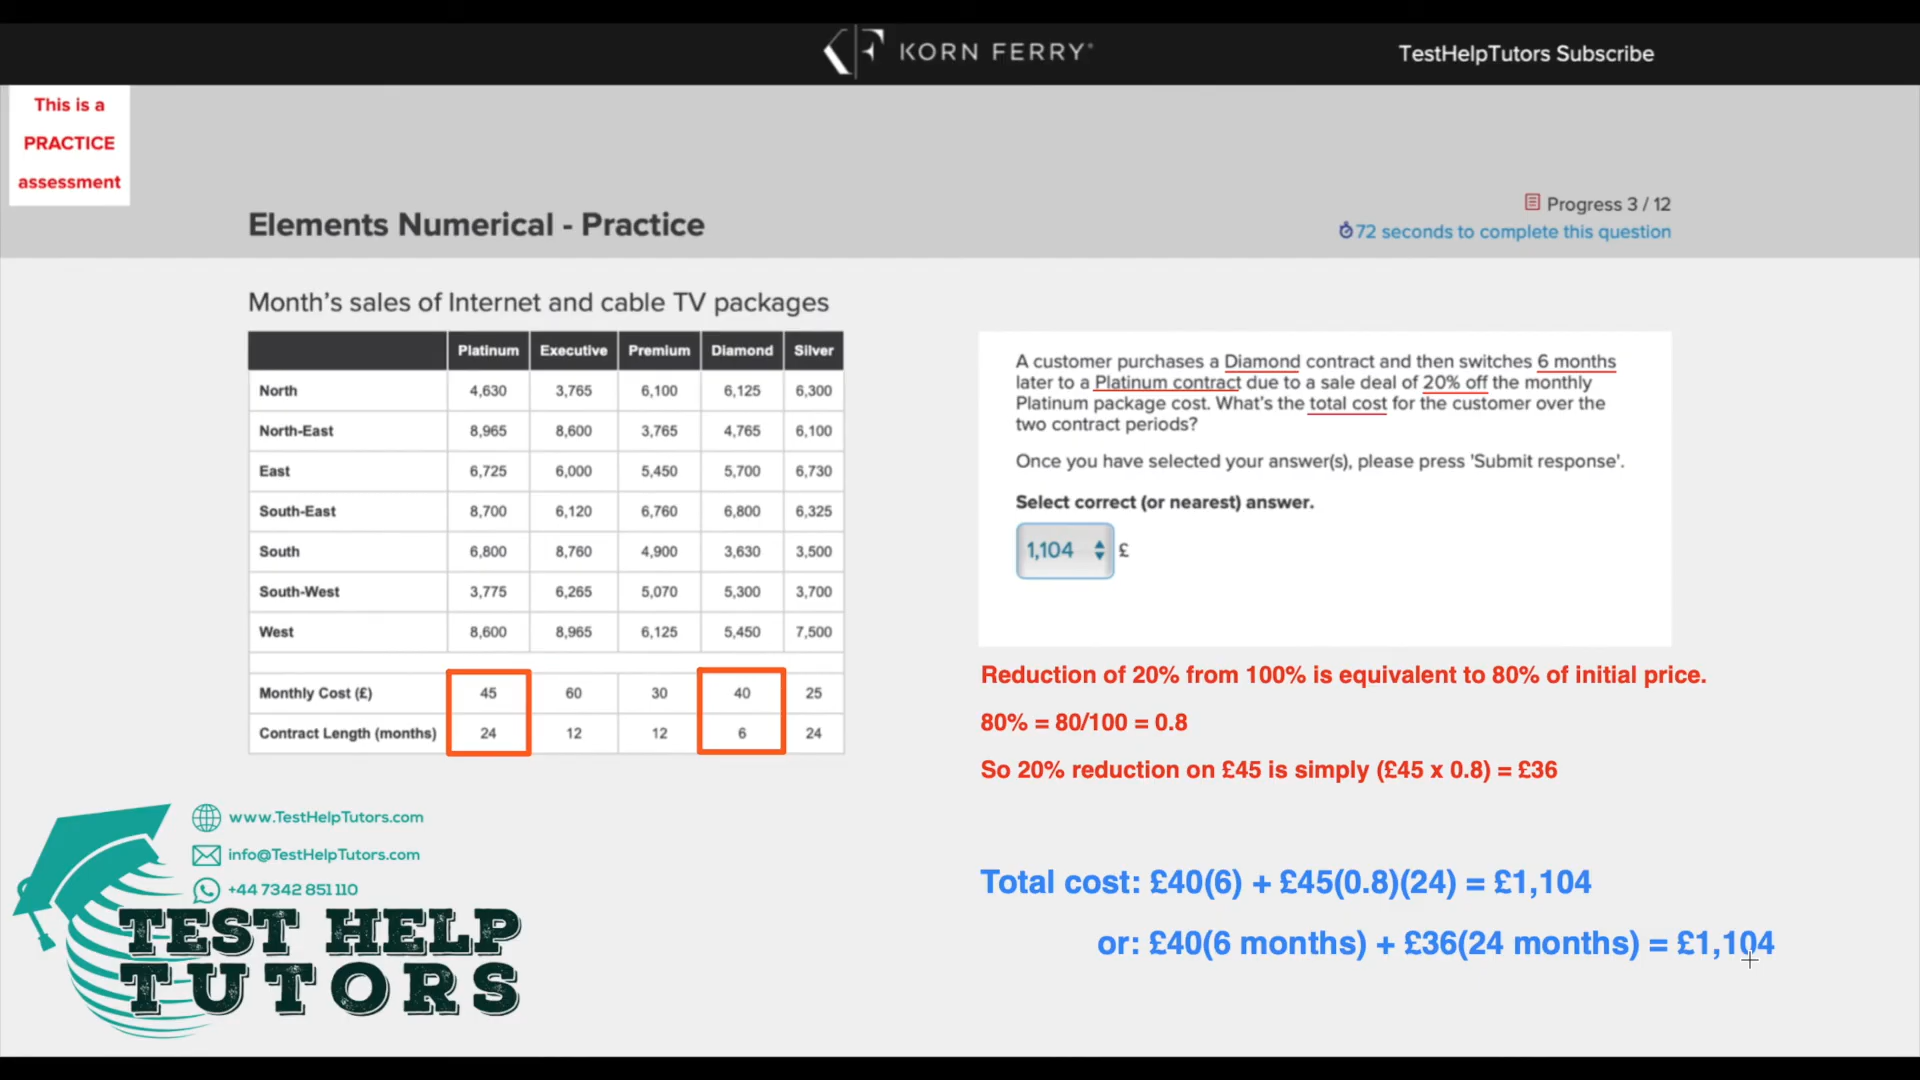 KORN FERRY
TestHelpTutors Subscribe
This is a
PRACTICE
assessment
Elements Numerical - Practice
Progress 3 / 12
72 seconds to complete this question
Month's sales of Internet and cable TV packages
Platinum Executive Premium Diamond Silver
North 4,630 3,765 6,100 6,125 6,300
North-East 8,965 8,600 3,765 4,765 6,100
East 6,725 6,000 5,450 5,700 6,730
South-East 8,700 6,120 6,760 6,800 6,325
South 6,800 8,760 4,900 3,630 3,500
South-West 3,775 6,265 5,070 5,300 3,700
West 8,600 8,965 6,125 5,450 7,500
Monthly Cost (£) 45 60 30 40 25
Contract Length (months) 24 12 12 6 24
A customer purchases a Diamond contract and then switches 6 months
later to a Platinum contract due to a sale deal of 20% off the monthly
Platinum package cost. What's the total cost for the customer over the
two contract periods?
Once you have selected your answer(s), please press 'Submit response'.
Select correct (or nearest) answer.
1,104 £
Reduction of 20% from 100% is equivalent to 80% of initial price.
80% = 80/100 = 0.8
So 20% reduction on £45 is simply (£45 x 0.8) = £36
Total cost: £40(6) + £45(0.8)(24) = £1,104
or: £40(6 months) + £36(24 months) = £1,104
www.TestHelpTutors.com
info@TestHelpTutors.com
+44 7342 851 110
TEST HELP
TUTORS